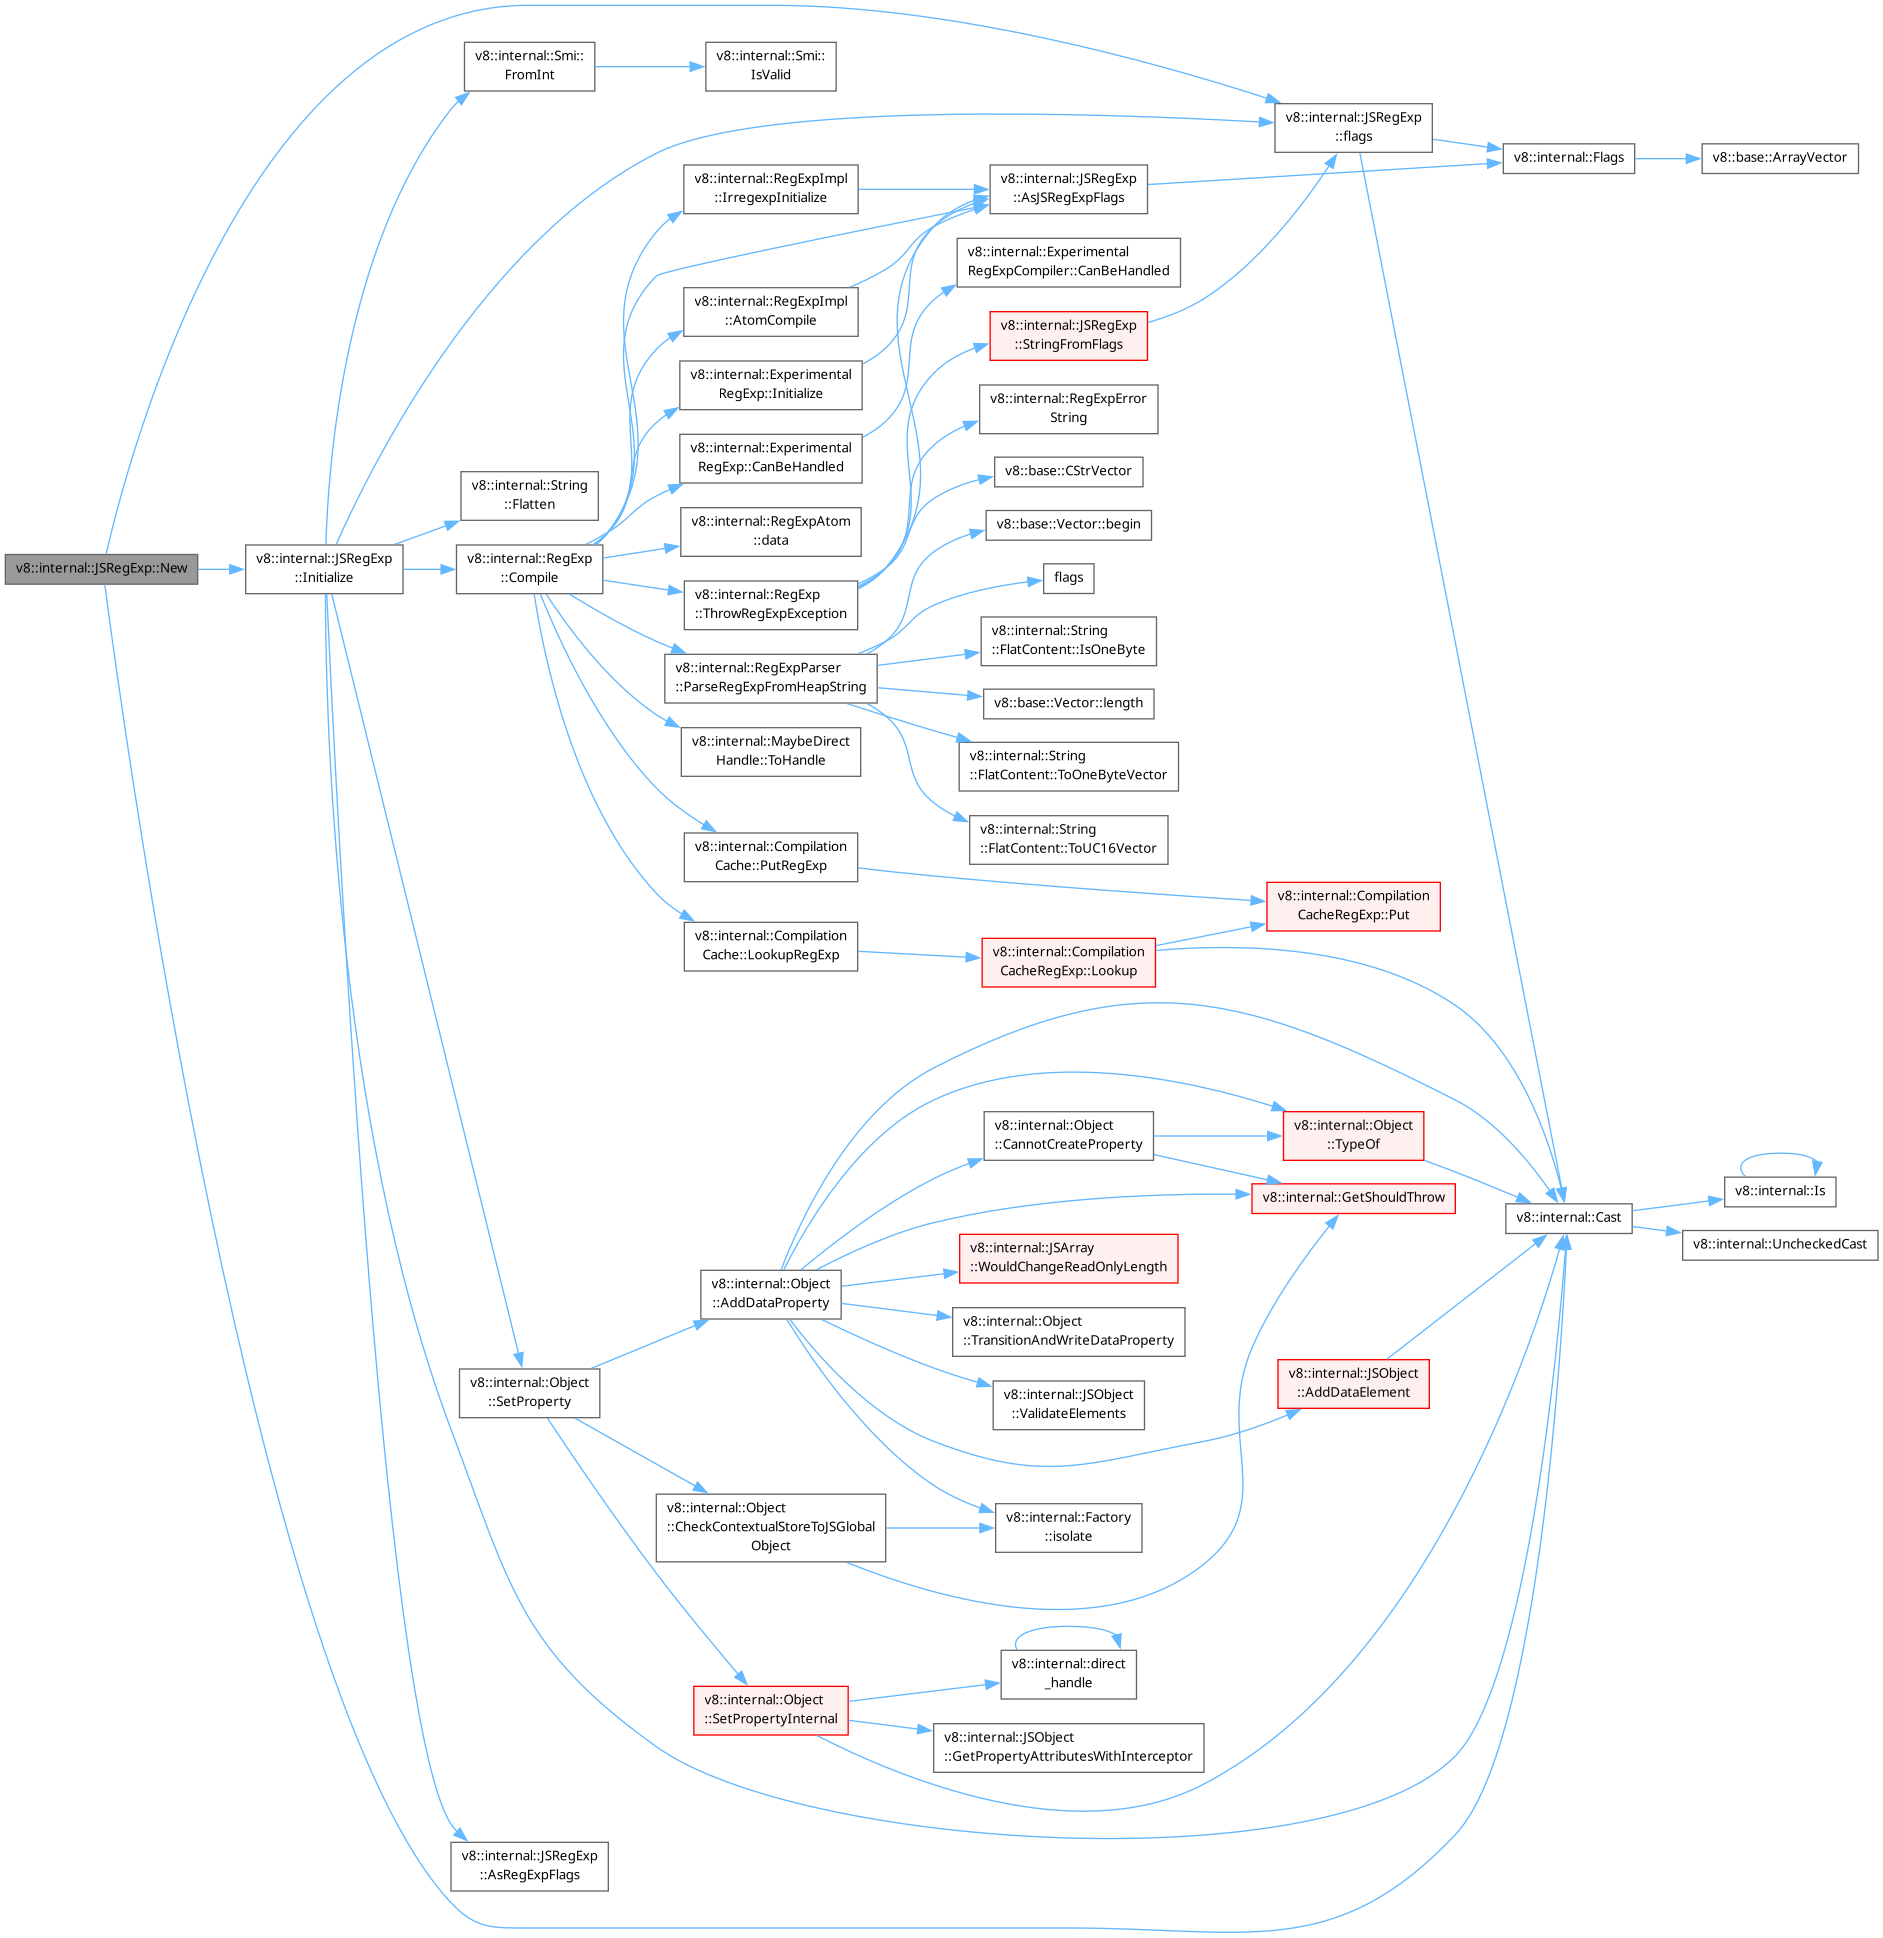 v8::internal::JSRegExp::New
v8::internal::JSRegExp
::Initialize
v8::internal::Smi::
FromInt
v8::internal::Smi::
IsValid
v8::internal::String
::Flatten
v8::internal::RegExp
::Compile
v8::internal::RegExpImpl
::IrregexpInitialize
v8::internal::RegExpImpl
::AtomCompile
v8::internal::Experimental
RegExp::Initialize
v8::internal::Experimental
RegExp::CanBeHandled
v8::internal::RegExpAtom
::data
v8::internal::RegExp
::ThrowRegExpException
v8::internal::RegExpParser
::ParseRegExpFromHeapString
v8::internal::MaybeDirect
Handle::ToHandle
v8::internal::Compilation
Cache::PutRegExp
v8::internal::Compilation
Cache::LookupRegExp
v8::internal::JSRegExp
::AsJSRegExpFlags
v8::internal::Experimental
RegExpCompiler::CanBeHandled
v8::internal::JSRegExp
::StringFromFlags
v8::internal::RegExpError
String
v8::base::CStrVector
v8::base::Vector::begin
flags
v8::internal::String
::FlatContent::IsOneByte
v8::base::Vector::length
v8::internal::String
::FlatContent::ToOneByteVector
v8::internal::String
::FlatContent::ToUC16Vector
v8::internal::Compilation
CacheRegExp::Lookup
v8::internal::Compilation
CacheRegExp::Put
v8::internal::JSRegExp
::flags
v8::internal::Flags
v8::base::ArrayVector
v8::internal::Object
::SetProperty
v8::internal::Object
::AddDataProperty
v8::internal::Object
::CheckContextualStoreToJSGlobal
Object
v8::internal::Object
::SetPropertyInternal
v8::internal::Object
::CannotCreateProperty
v8::internal::Object
::TypeOf
v8::internal::GetShouldThrow
v8::internal::JSArray
::WouldChangeReadOnlyLength
v8::internal::Object
::TransitionAndWriteDataProperty
v8::internal::JSObject
::ValidateElements
v8::internal::JSObject
::AddDataElement
v8::internal::Factory
::isolate
v8::internal::direct
_handle
v8::internal::JSObject
::GetPropertyAttributesWithInterceptor
v8::internal::Cast
v8::internal::Is
v8::internal::UncheckedCast
v8::internal::JSRegExp
::AsRegExpFlags